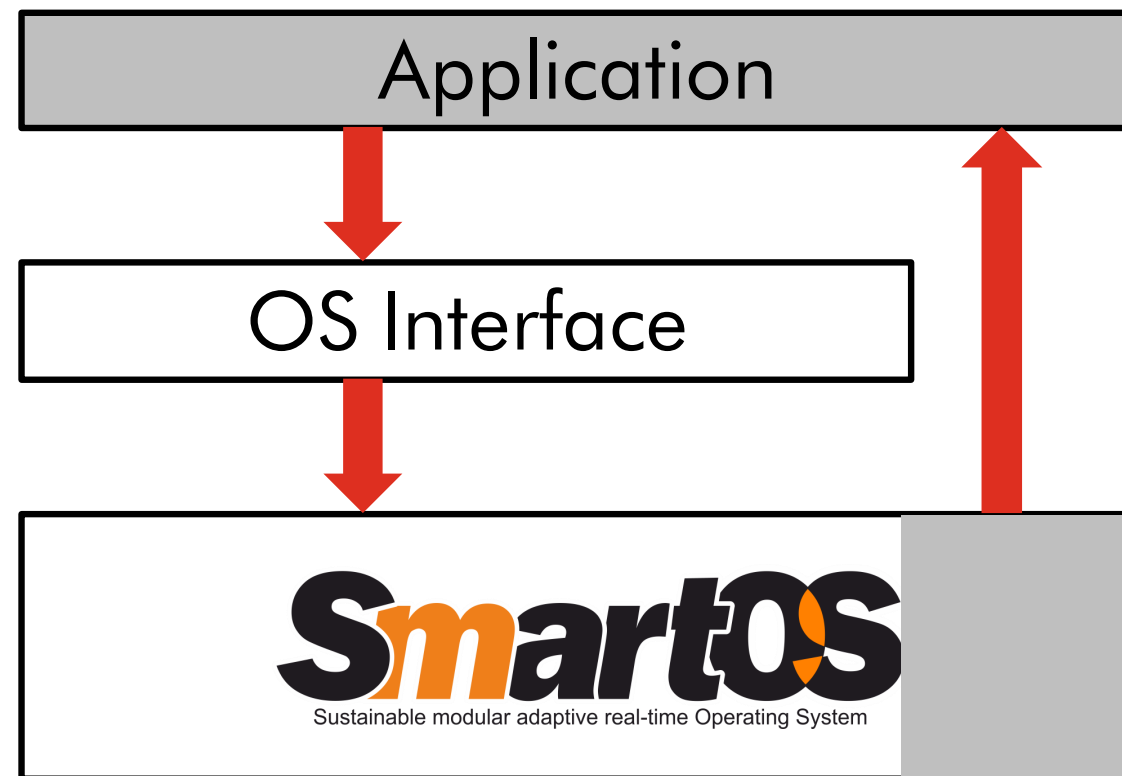 Application
OS Interface
SmartOS
Sustainable modular adaptive real-time Operating System